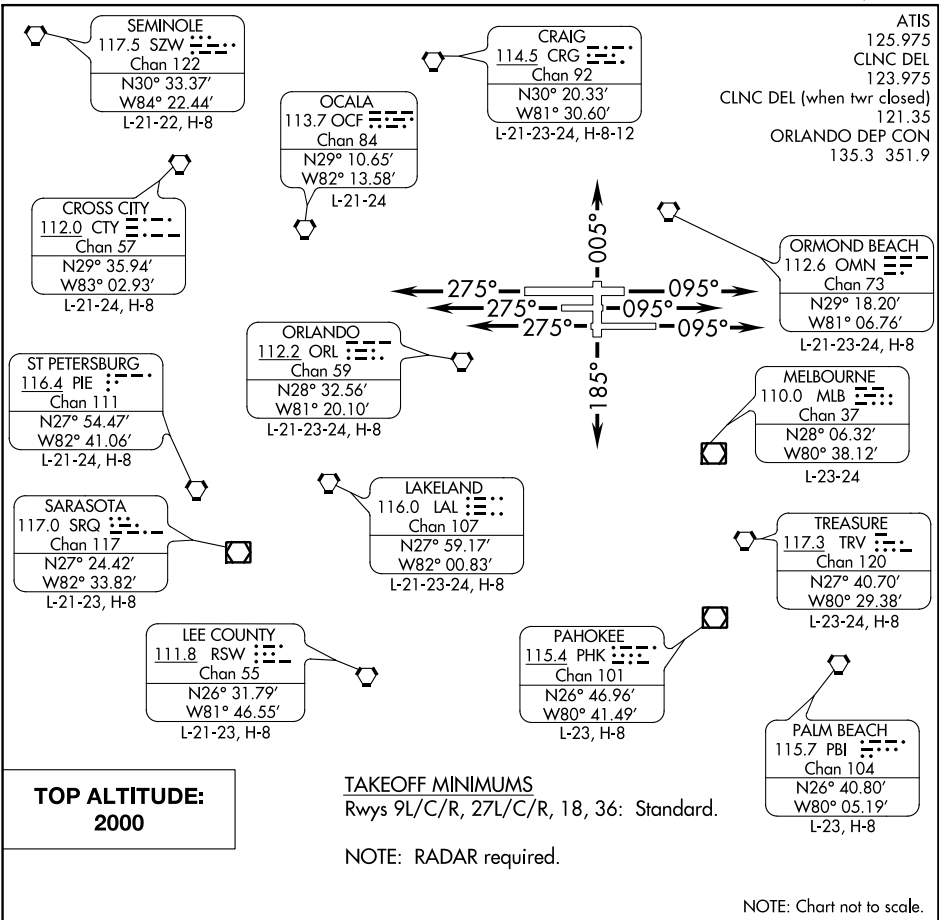 SEMINOLE
117.5 SZW
Chan 122
N30° 33.37′
W84° 22.44′
L-21-22, H-8
CRAIG
114.5 CRG
Chan 92
N30° 20.33′
W81° 30.60′
L-21-23-24, H-8-12
ATIS
125.975
CLNC DEL
123.975
CLNC DEL (when twr closed)
121.35
ORLANDO DEP CON
135.3 351.9
OCALA
113.7 OCF
Chan 84
N29° 10.65′
W82° 13.58′
L-21-24
CROSS CITY
112.0 CTY
Chan 57
N29° 35.94′
W83° 02.93′
L-21-24, H-8
ORMOND BEACH
112.6 OMN
Chan 73
N29° 18.20′
W81° 06.76′
L-21-23-24, H-8
005°
275° 095°
275° 095°
275° 095°
185°
ORLANDO
112.2 ORL
Chan 59
N28° 32.56′
W81° 20.10′
L-21-23-24, H-8
ST PETERSBURG
116.4 PIE
Chan 111
N27° 54.47′
W82° 41.06′
L-21-24, H-8
MELBOURNE
110.0 MLB
Chan 37
N28° 06.32′
W80° 38.12′
L-23-24
SARASOTA
117.0 SRQ
Chan 117
N27° 24.42′
W82° 33.82′
L-21-23, H-8
LAKELAND
116.0 LAL
Chan 107
N27° 59.17′
W82° 00.83′
L-21-23-24, H-8
TREASURE
117.3 TRV
Chan 120
N27° 40.70′
W80° 29.38′
L-23-24, H-8
LEE COUNTY
111.8 RSW
Chan 55
N26° 31.79′
W81° 46.55′
L-21-23, H-8
PAHOKEE
115.4 PHK
Chan 101
N26° 46.96′
W80° 41.49′
L-23, H-8
PALM BEACH
115.7 PBI
Chan 104
N26° 40.80′
W80° 05.19′
L-23, H-8
TOP ALTITUDE:
2000
TAKEOFF MINIMUMS
Rwys 9L/C/R, 27L/C/R, 18, 36: Standard.
NOTE: RADAR required.
NOTE: Chart not to scale.